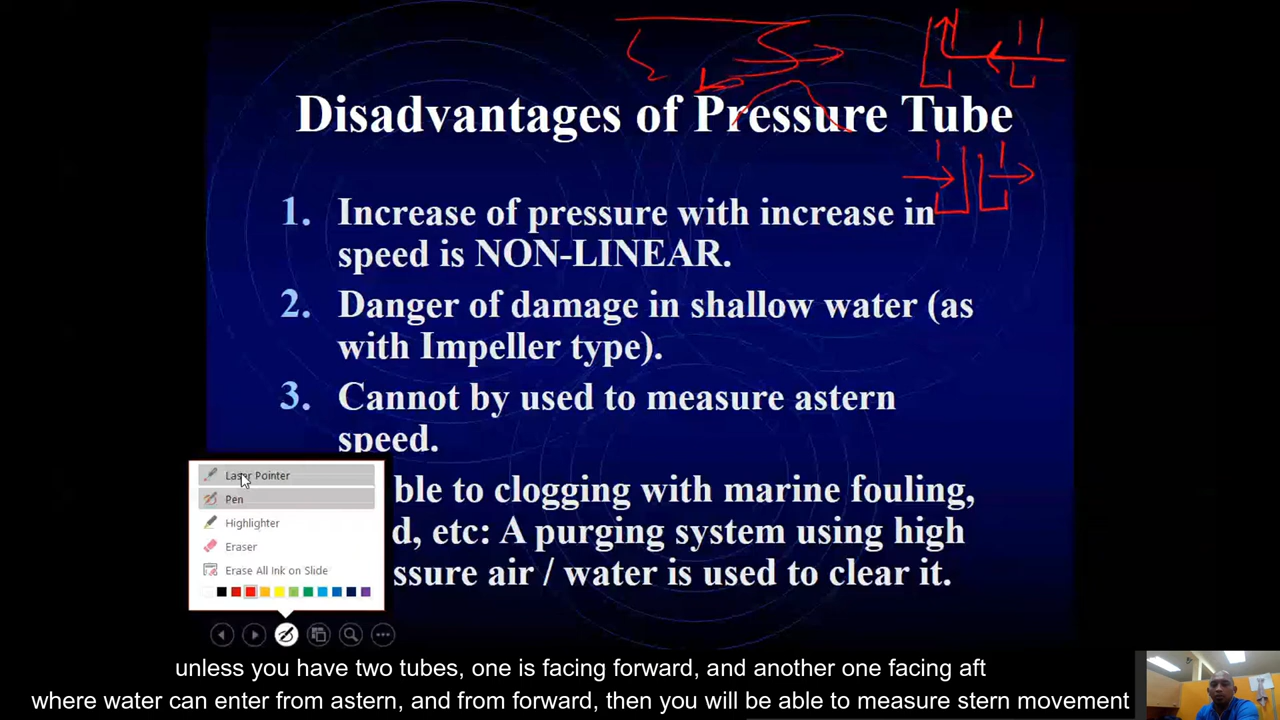 Disadvantages of Pressure Tube
1. Increase of pressure with increase in
speed is NON-LINEAR.
2. Danger of damage in shallow water (as
with Impeller type).
3. Cannot by used to measure astern
speed.
ble to clogging with marine fouling,
d, etc: A purging system using high
ssure air / water is used to clear it.
Laser Pointer
Pen
Highlighter
Eraser
Erase All Ink on Slide
unless you have two tubes, one is facing forward, and another one facing aft
where water can enter from astern, and from forward, then you will be able to measure stern movement